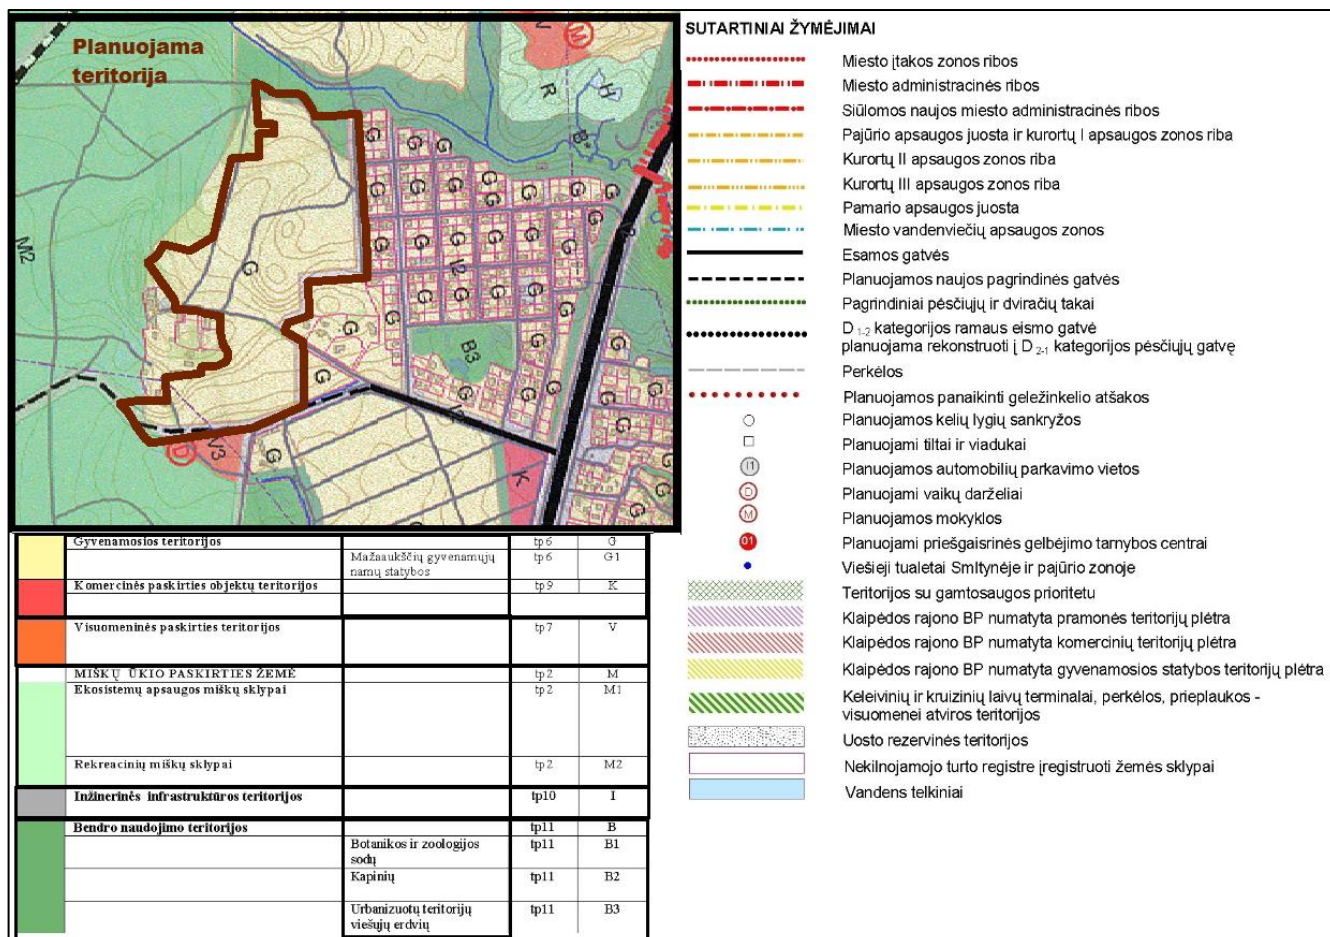 Planuojama
teritorija
SUTARTINIAI ŽYMĖJIMAI
Miesto įtakos zonos ribos
Miesto administracinės ribos
Siūlomos naujos miesto administracinės ribos
Pajūrio apsaugos juosta ir kurortų I apsaugos zonos riba
Kurortų II apsaugos zonos riba
Kurortų III apsaugos zonos riba
Pamario apsaugos juosta
Miesto vandenviečių apsaugos zonos
Esamos gatvės
Planuojamos naujos pagrindinės gatvės
Pagrindiniai pėsčiųjų ir dviračių takai
D 1-2 kategorijos ramaus eismo gatvė
planuojama rekonstruoti į D 2-1 kategorijos pėsčiųjų gatvę
Perkėlos
Planuojamos panaikinti geležinkelio atšakos
Planuojamos kelių lygių sankryžos
Planuojami tiltai ir viadukai
I1 Planuojamos automobilių parkavimo vietos
D Planuojami vaikų darželiai
M Planuojamos mokyklos
01 Planuojami priešgaisrinės gelbėjimo tarnybos centrai
Viešieji tualetai Smltynėje ir pajūrio zonoje
Teritorijos su gamtosaugos prioritetu
Klaipėdos rajono BP numatyta pramonės teritorijų plėtra
Klaipėdos rajono BP numatyta komercinių teritorijų plėtra
Klaipėdos rajono BP numatyta gyvenamosios statybos teritorijų plėtra
Keleivinių ir kruizinių laivų terminalai, perkėlos, prieplaukos -
visuomenei atviros teritorijos
Uosto rezervinės teritorijos
Nekilnojamojo turto registre įregistruoti žemės sklypai
Vandens telkiniai
Gyvenamosios teritorijos tp6 G
Mažaaukščių gyvenamųjų tp6 G1
namų statybos
Komercinės paskirties objektų teritorijos tp9 K
Visuomeninės paskirties teritorijos tp7 V
MIŠKŲ ŪKIO PASKIRTIES ŽEMĖ tp2 M
Ekosistemų apsaugos miškų sklypai tp2 M1
Rekreacinių miškų sklypai tp2 M2
Inžinerinės infrastruktūros teritorijos tp10 I
Bendro naudojimo teritorijos tp11 B
Botanikos ir zoologijos tp11 B1
sodų
Kapinių tp11 B2
Urbanizuotų teritorijų tp11 B3
viešųjų erdvių